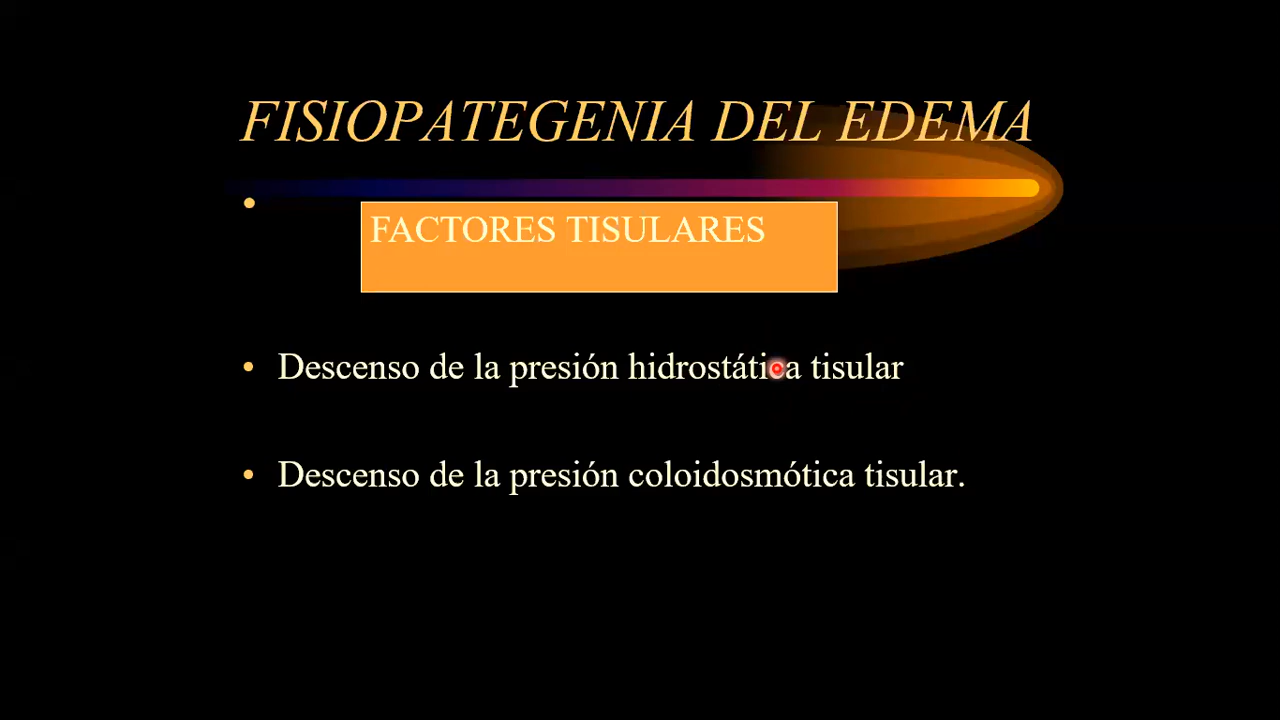 FISIOPATEGENIA DEL EDEMA
•
FACTORES TISULARES
• Descenso de la presión hidrostática tisular
• Descenso de la presión coloidosmótica tisular.